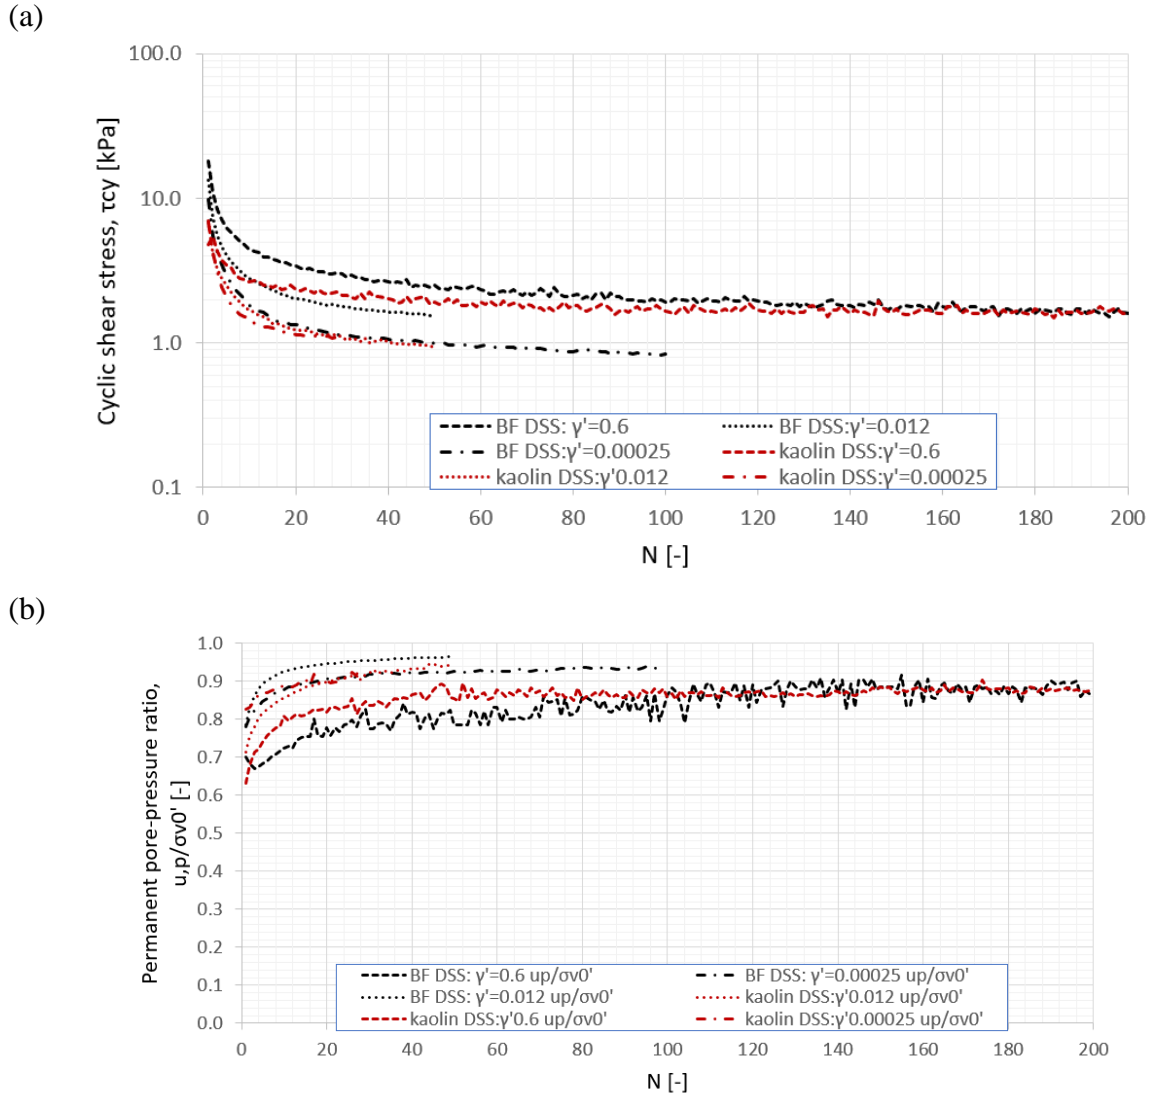 (a)
100.0
10.0
1.0
0.1
Cyclic shear stress, τcy [kPa]
BF DSS: γ'=0.6
BF DSS:γ'=0.012
BF DSS:γ'=0.00025
kaolin DSS:γ'=0.6
kaolin DSS:γ'0.012
kaolin DSS:γ'=0.00025
0 20 40 60 80 100 120 140 160 180 200
N [-]
(b)
1.0
0.9
0.8
0.7
0.6
0.5
0.4
0.3
0.2
0.1
0.0
Permanent pore-pressure ratio,
u,p/σv0' [-]
BF DSS: γ'=0.6 up/σv0'
BF DSS: γ'=0.00025 up/σv0'
BF DSS: γ'=0.012 up/σv0'
kaolin DSS:γ'0.012 up/σv0'
kaolin DSS:γ'0.6 up/σv0'
kaolin DSS:γ'0.00025 up/σv0'
0 20 40 60 80 100 120 140 160 180 200
N [-]